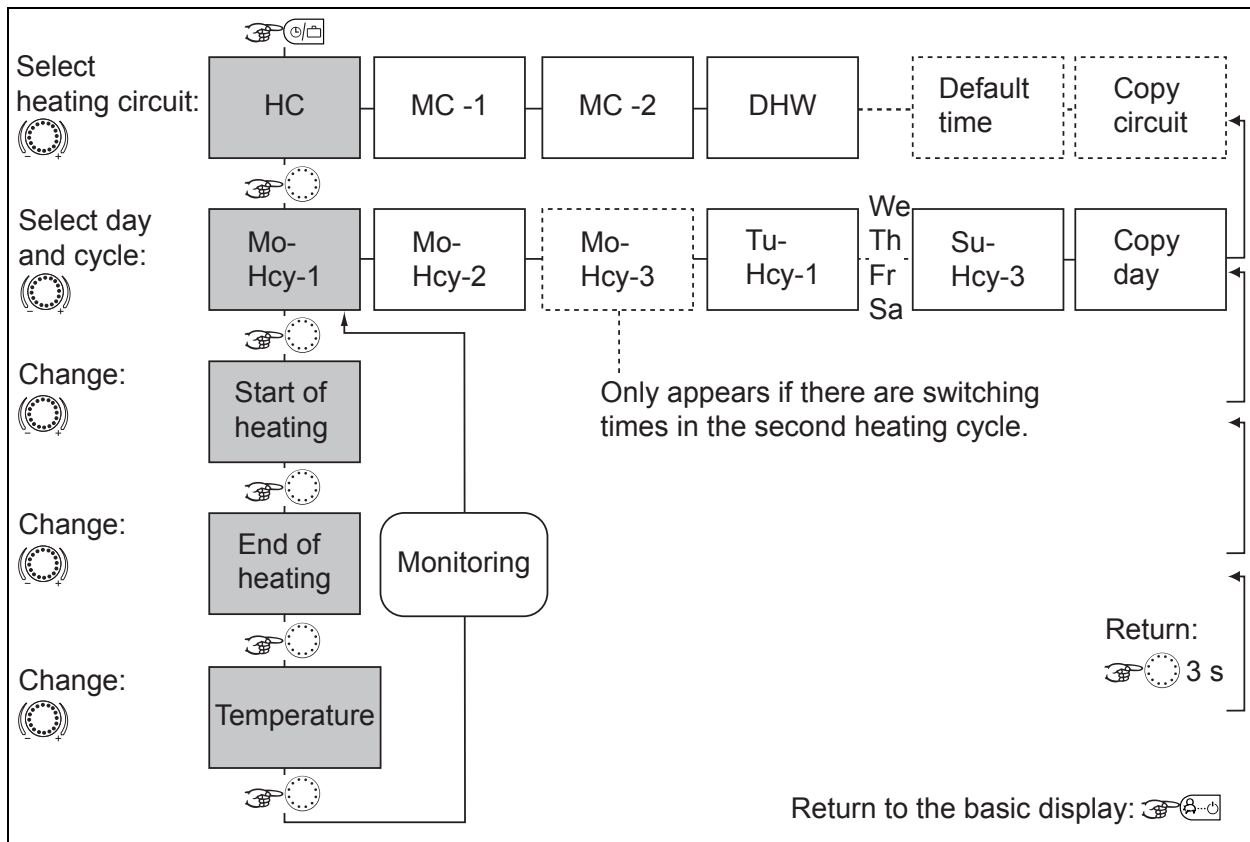 Select
heating circuit:
HC
MC -1
MC -2
DHW
Default
time
Copy
circuit
Select day
and cycle:
Mo-
Hcy-1
Mo-
Hcy-2
Mo-
Hcy-3
Tu-
Hcy-1
We
Th
Fr
Sa
Su-
Hcy-3
Copy
day
Change:
Start of
heating
Only appears if there are switching
times in the second heating cycle.
Change:
End of
heating
Monitoring
Return:
3 s
Change:
Temperature
Return to the basic display: